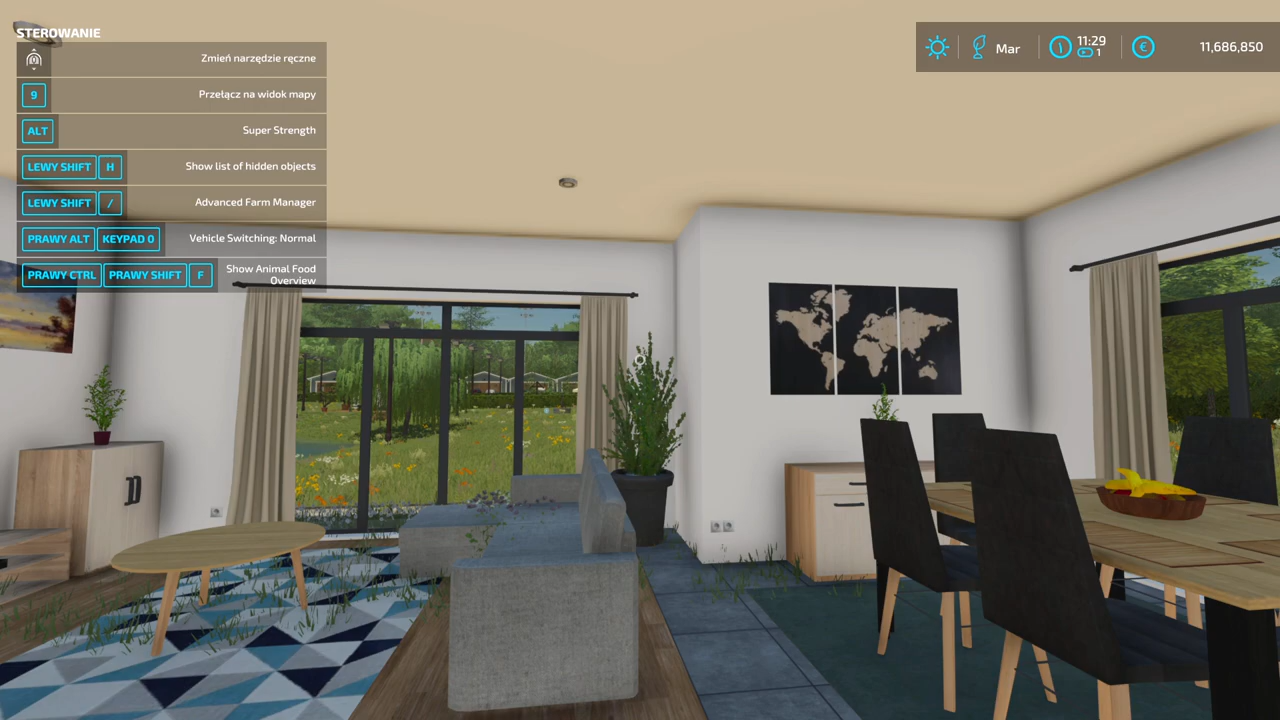 STEROWANIE
Zmień narzędzie ręczne
9 Przełącz na widok mapy
ALT Super Strength
LEWY SHIFT H Show list of hidden objects
LEWY SHIFT / Advanced Farm Manager
PRAWY ALT KEYPAD 0 Vehicle Switching: Normal
PRAWY CTRL PRAWY SHIFT F Show Animal Food
Overview
Mar
11:29
1
11,686,850